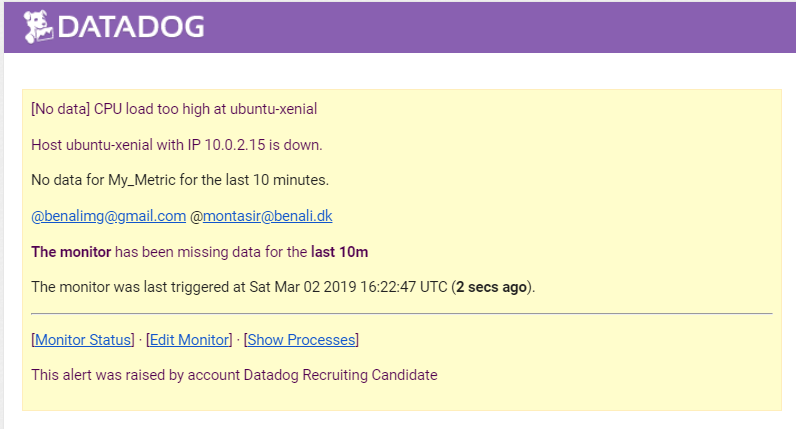 DATADOG
[No data] CPU load too high at ubuntu-xenial
Host ubuntu-xenial with IP 10.0.2.15 is down.
No data for My_Metric for the last 10 minutes.
@benalimg@gmail.com @montasir@benali.dk
The monitor has been missing data for the last 10m
The monitor was last triggered at Sat Mar 02 2019 16:22:47 UTC (2 secs ago).
[Monitor Status] · [Edit Monitor] · [Show Processes]
This alert was raised by account Datadog Recruiting Candidate